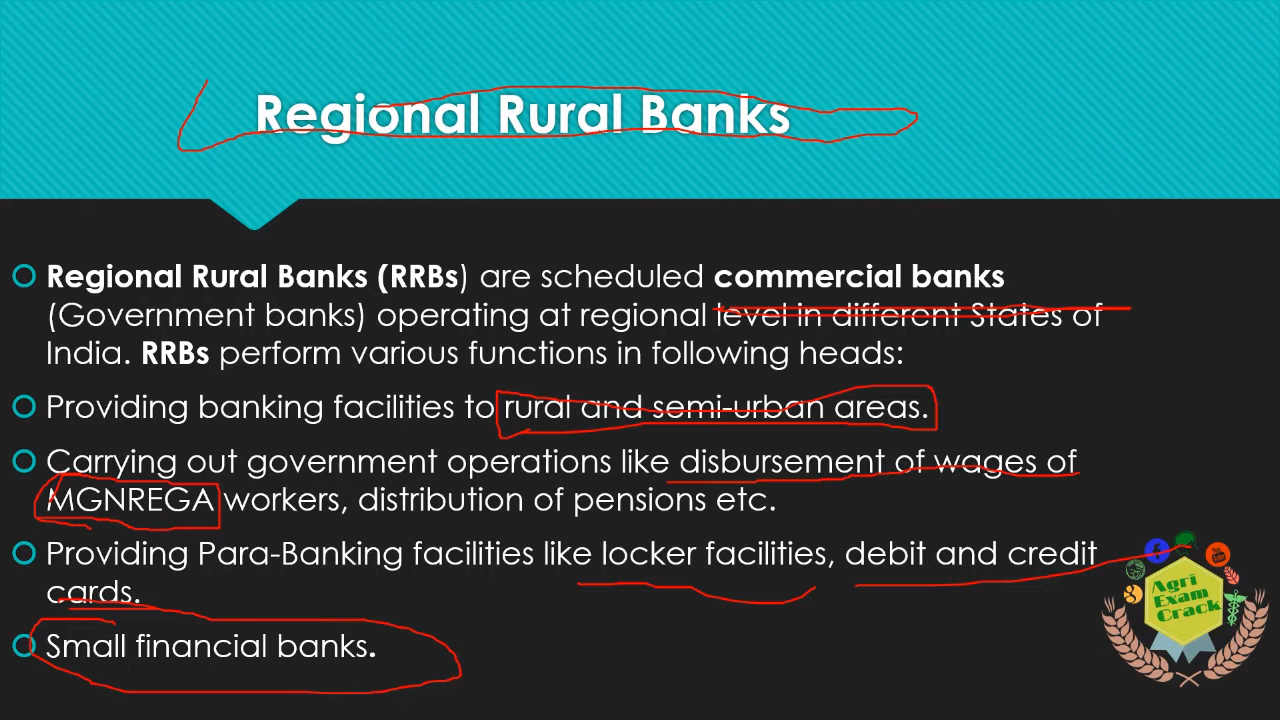 Regional Rural Banks
Regional Rural Banks (RRBs) are scheduled commercial banks
(Government banks) operating at regional level in different States of
India. RRBs perform various functions in following heads:
Providing banking facilities to rural and semi-urban areas.
Carrying out government operations like disbursement of wages of
MGNREGA workers, distribution of pensions etc.
Providing Para-Banking facilities like locker facilities, debit and credit
cards.
Small financial banks.
Agri
Exam
Crack